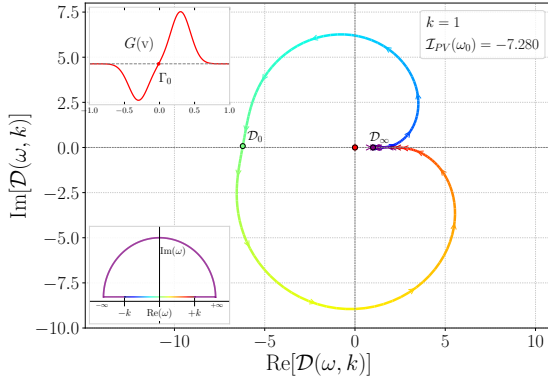 7.5
5.0
2.5
0.0
−2.5
−5.0
−7.5
−10.0
Im[𝒟(ω, k)]
G(v)
Γ₀
−1.0 −0.5 0.0 0.5 1.0
k = 1
ℐ_PV(ω₀) = −7.280
𝒟₀
𝒟_∞
Im(ω)
−∞ −k Re(ω) +k +∞
−10 −5 0 5 10
Re[𝒟(ω, k)]